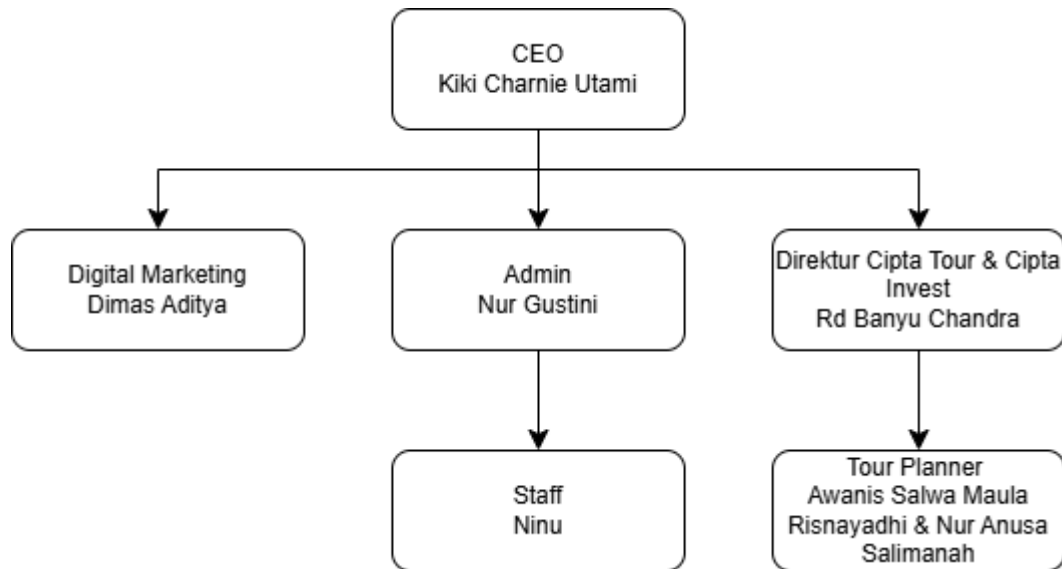 CEO
Kiki Charnie Utami
Digital Marketing
Dimas Aditya
Admin
Nur Gustini
Direktur Cipta Tour & Cipta
Invest
Rd Banyu Chandra
Staff
Ninu
Tour Planner
Awanis Salwa Maula
Risnayadhi & Nur Anusa
Salimanah